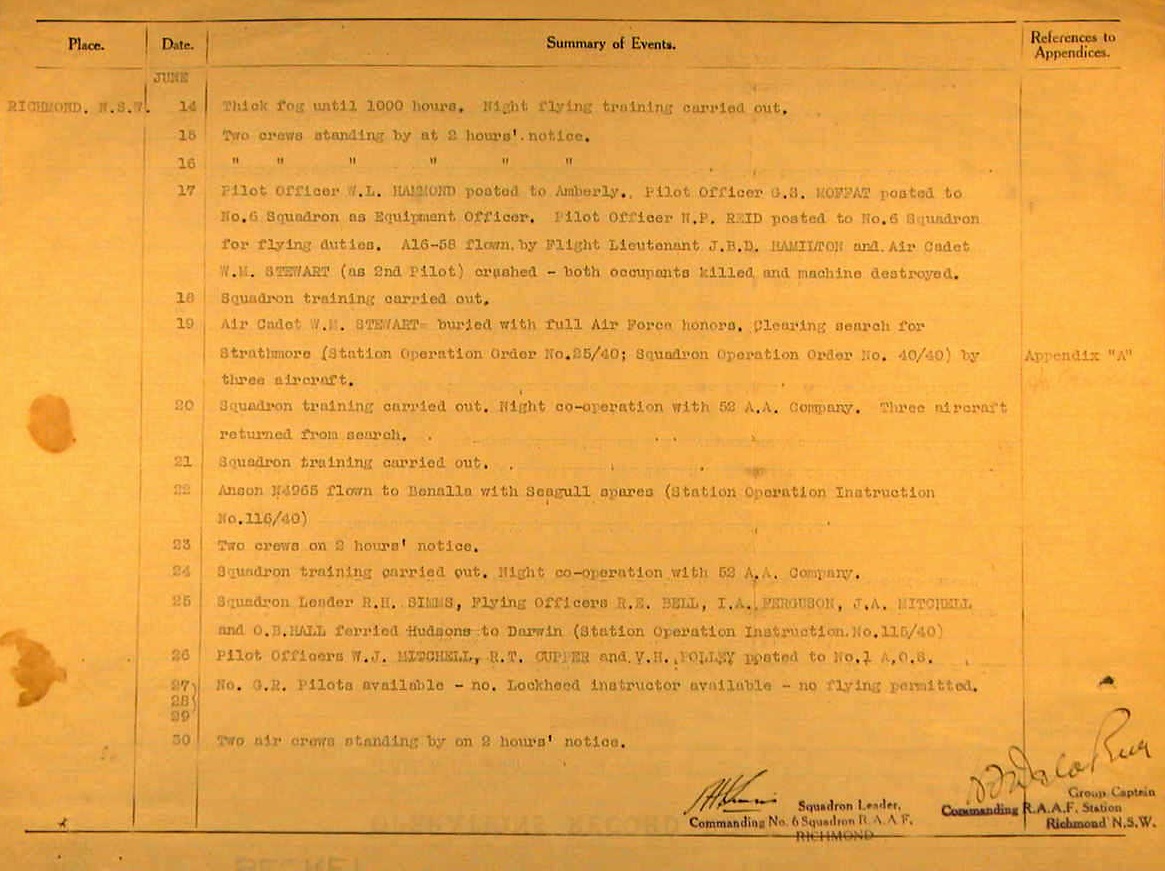 Place. Date. Summary of Events. References to
Appendices.
JUNE
RICHMOND. N.S.W. 14 Thick fog until 1000 hours. Night flying training carried out.
15 Two crews standing by at 2 hours' notice.
16 " " " " " "
17 Pilot Officer W.L. HAMMOND posted to Amberly. Pilot Officer G.S. MOFFAT posted to
No.6 Squadron as Equipment Officer. Pilot Officer N.P. REID posted to No.6 Squadron
for flying duties. A16-58 flown by Flight Lieutenant J.B.D. HAMILTON and Air Cadet
W.M. STEWART (as 2nd Pilot) crashed - both occupants killed and machine destroyed.
18 Squadron training carried out.
19 Air Cadet W.M. STEWART buried with full Air Force honors. Clearing search for
Strathmore (Station Operation Order No.25/40; Squadron Operation Order No. 40/40) by Appendix "A"
three aircraft.
20 Squadron training carried out. Night co-operation with 52 A.A. Company. Three aircraft
returned from search.
21 Squadron training carried out.
22 Anson N4965 flown to Benalla with Seagull spares (Station Operation Instruction
No.116/40)
23 Two crews on 2 hours' notice.
24 Squadron training carried out. Night co-operation with 52 A.A. Company.
25 Squadron Leader R.H. SIMMS, Flying Officers R.E. BELL, I.A. FERGUSON, J.A. MITCHELL
and O.B.HALL ferried Hudsons to Darwin (Station Operation Instruction No.115/40)
26 Pilot Officers W.J. MITCHELL, R.T. CUPPER and V.H. POLLEY posted to No.1 A.O.S.
27) No. G.R. Pilots available - no. Lockheed instructor available - no flying permitted.
28(
29
30 Two air crews standing by on 2 hours' notice.
Squadron Leader,
Commanding No. 6 Squadron R.A.A.F.
RICHMOND
Group Captain
Commanding R.A.A.F. Station
Richmond N.S.W.